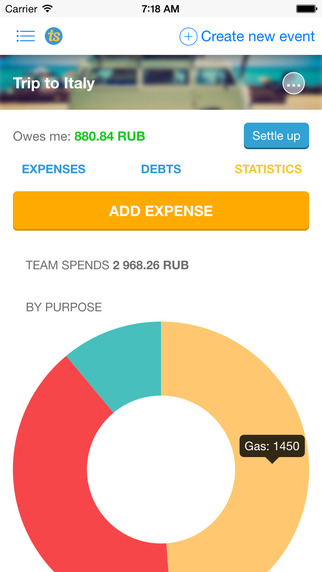 Carrier 7:18 AM
ts Create new event
Trip to Italy
Owes me: 880.84 RUB Settle up
EXPENSES DEBTS STATISTICS
ADD EXPENSE
TEAM SPENDS 2 968.26 RUB
BY PURPOSE
Gas: 1450